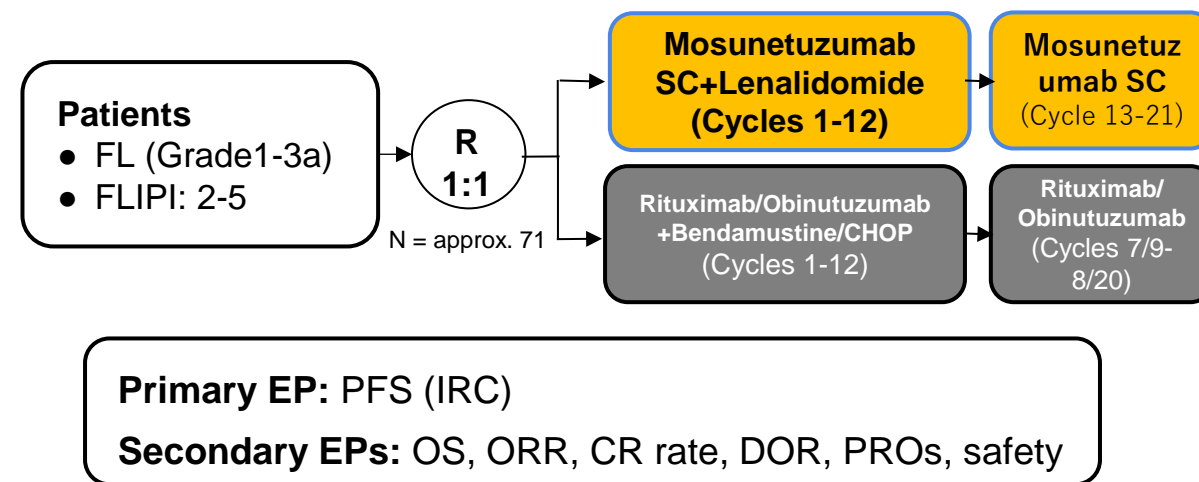 Patients
● FL (Grade1-3a)
● FLIPI: 2-5
R
1:1
N = approx. 71
Mosunetuzumab
SC+Lenalidomide
(Cycles 1-12)
Mosunetuz
umab SC
(Cycle 13-21)
Rituximab/Obinutuzumab
+Bendamustine/CHOP
(Cycles 1-12)
Rituximab/
Obinutuzumab
(Cycles 7/9-
8/20)
Primary EP: PFS (IRC)
Secondary EPs: OS, ORR, CR rate, DOR, PROs, safety